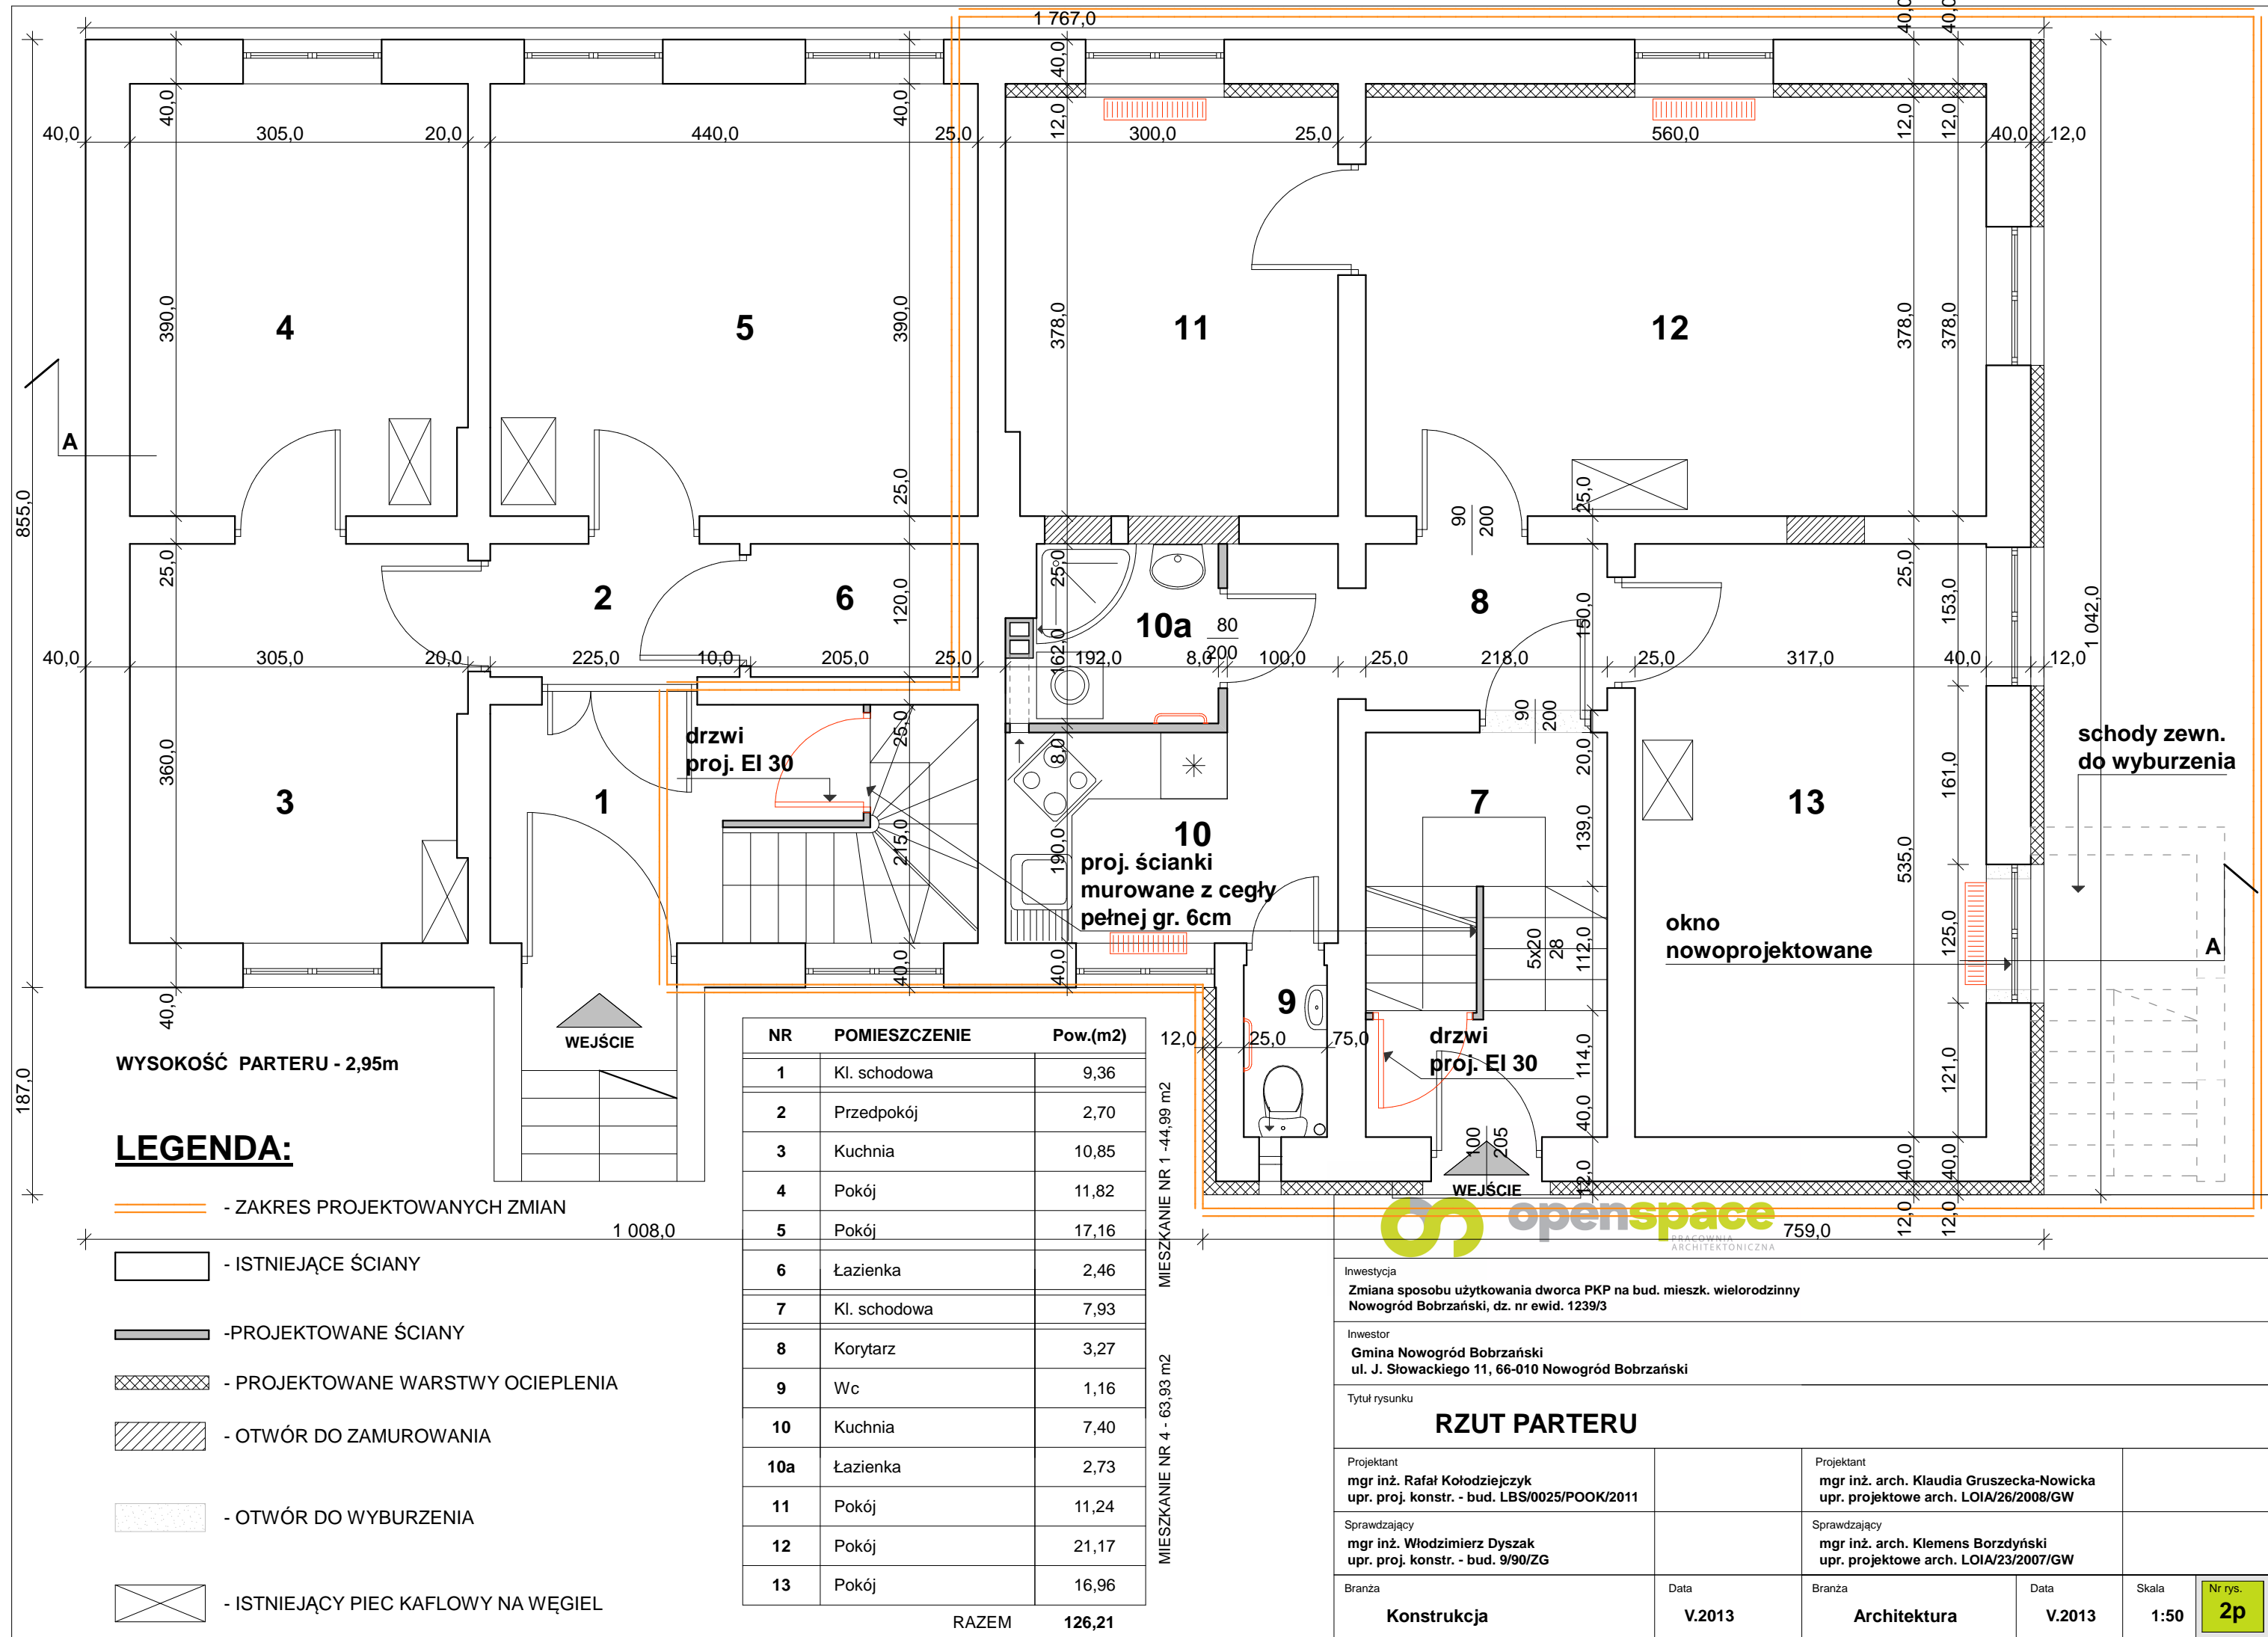 1 767,0
40,0
40,0
40,0
40,0
40,0
40,0
12,0
12,0
12,0
40,0
305,0
20,0
440,0
25,0
300,0
25,0
560,0
40,0
12,0
390,0
4
390,0
5
378,0
11
12
378,0
378,0
A
855,0
25,0
25,0
90
200
25,0
25,0
120,0
25,0
150,0
25,0
153,0
1 042,0
2
6
10a
80
200
8
162,0
40,0
305,0
20,0
225,0
10,0
205,0
25,0
192,0
8,0
100,0
25,0
218,0
25,0
317,0
40,0
12,0
drzwi
proj. EI 30
25,0
8,0
90
200
20,0
161,0
schody zewn.
do wyburzenia
360,0
3
1
215,0
190,0
10
7
139,0
13
535,0
proj. ścianki
murowane z cegły
pełnej gr. 6cm
okno
nowoprojektowane
5x20
28
112,0
125,0
A
40,0
40,0
40,0
9
WEJŚCIE
12,0
25,0
75,0
drzwi
proj. EI 30
114,0
121,0
187,0
40,0
100
205
40,0
40,0
WEJŚCIE
12,0
12,0
12,0
WYSOKOŚĆ PARTERU - 2,95m
LEGENDA:
- ZAKRES PROJEKTOWANYCH ZMIAN
1 008,0
759,0
- ISTNIEJĄCE ŚCIANY
-PROJEKTOWANE ŚCIANY
- PROJEKTOWANE WARSTWY OCIEPLENIA
- OTWÓR DO ZAMUROWANIA
- OTWÓR DO WYBURZENIA
- ISTNIEJĄCY PIEC KAFLOWY NA WĘGIEL
NR POMIESZCZENIE Pow.(m2)
1 Kl. schodowa 9,36
2 Przedpokój 2,70
3 Kuchnia 10,85
4 Pokój 11,82
5 Pokój 17,16
6 Łazienka 2,46
7 Kl. schodowa 7,93
8 Korytarz 3,27
9 Wc 1,16
10 Kuchnia 7,40
10a Łazienka 2,73
11 Pokój 11,24
12 Pokój 21,17
13 Pokój 16,96
RAZEM 126,21
MIESZKANIE NR 1 -44,99 m2
MIESZKANIE NR 4 - 63,93 m2
openspace
PRACOWNIA
ARCHITEKTONICZNA
Inwestycja
Zmiana sposobu użytkowania dworca PKP na bud. mieszk. wielorodzinny
Nowogród Bobrzański, dz. nr ewid. 1239/3
Inwestor
Gmina Nowogród Bobrzański
ul. J. Słowackiego 11, 66-010 Nowogród Bobrzański
Tytuł rysunku
RZUT PARTERU
Projektant
mgr inż. Rafał Kołodziejczyk
upr. proj. konstr. - bud. LBS/0025/POOK/2011
Projektant
mgr inż. arch. Klaudia Gruszecka-Nowicka
upr. projektowe arch. LOIA/26/2008/GW
Sprawdzający
mgr inż. Włodzimierz Dyszak
upr. proj. konstr. - bud. 9/90/ZG
Sprawdzający
mgr inż. arch. Klemens Borzdyński
upr. projektowe arch. LOIA/23/2007/GW
Branża
Konstrukcja
Data
V.2013
Branża
Architektura
Data
V.2013
Skala
1:50
Nr rys.
2p